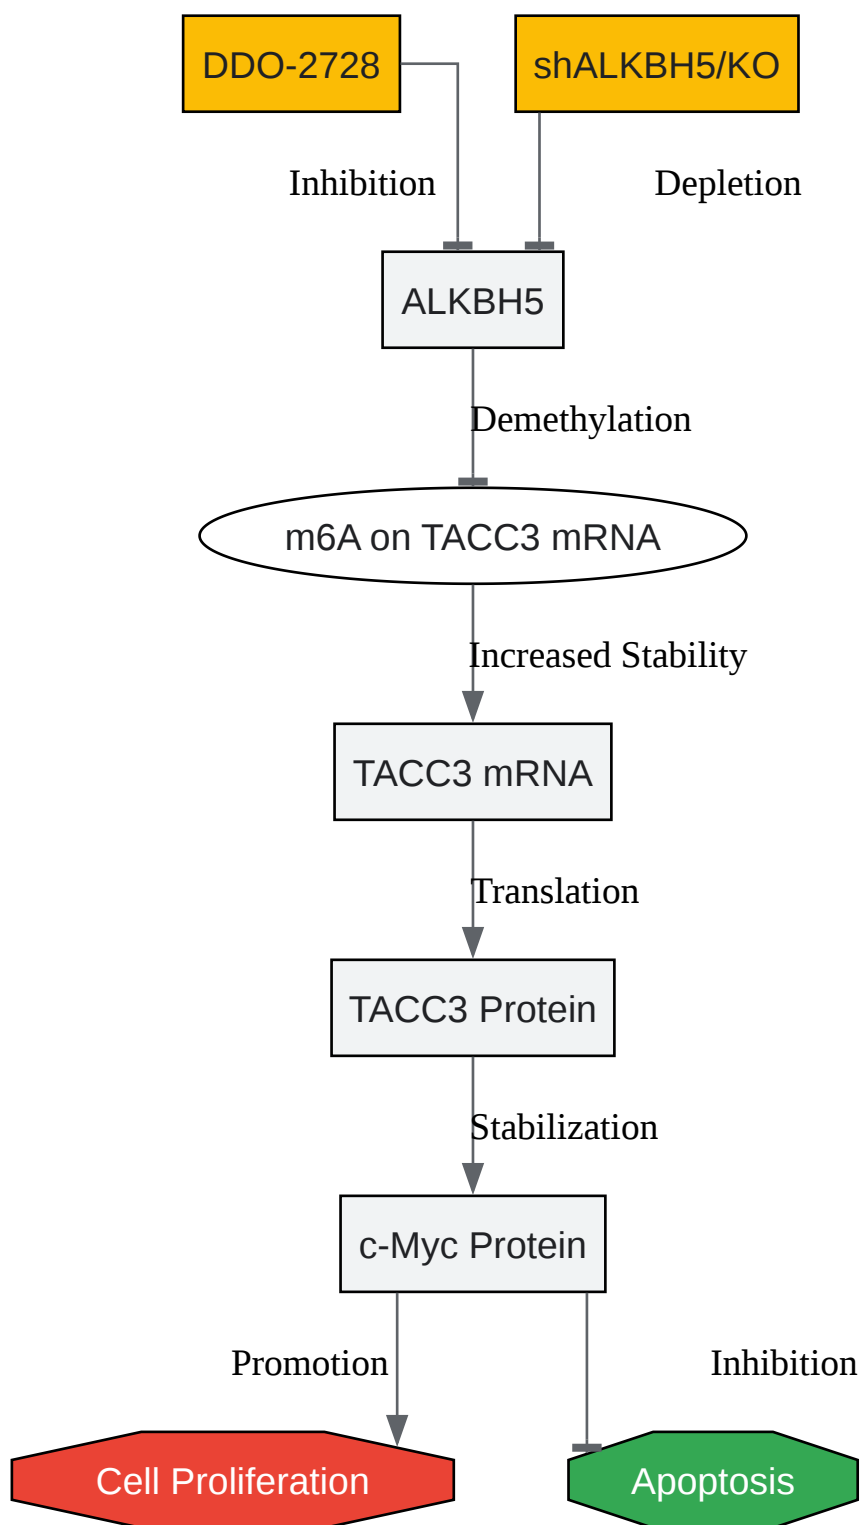 DDO-2728
shALKBH5/KO
Inhibition
Depletion
ALKBH5
Demethylation
m6A on TACC3 mRNA
Increased Stability
TACC3 mRNA
Translation
TACC3 Protein
Stabilization
c-Myc Protein
Promotion
Inhibition
Cell Proliferation
Apoptosis